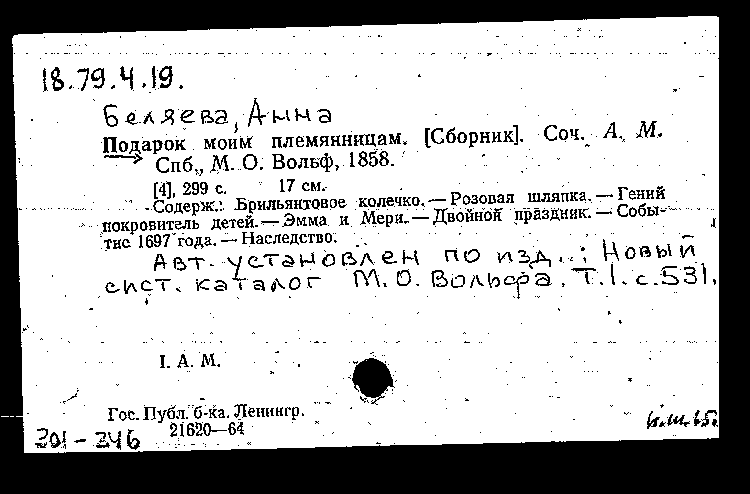 18.79.4.19.
Беляева, Анна
Подарок моим племянницам. [Сборник]. Соч. А. М.
Спб., М. О. Вольф, 1858.
[4], 299 с. 17 см.
Содерж.: Брильянтовое колечко. — Розовая шляпка. — Гений
покровитель детей. — Эмма и Мери. — Двойной праздник. — Собы-
тие 1697 года. — Наследство.
Авт. установлен по изд.: Новый
сист. каталог М. О. Вольфа. Т.1. с.531.
I. А. М.
Гос. Публ. б-ка. Ленингр.
21620—64
301-246